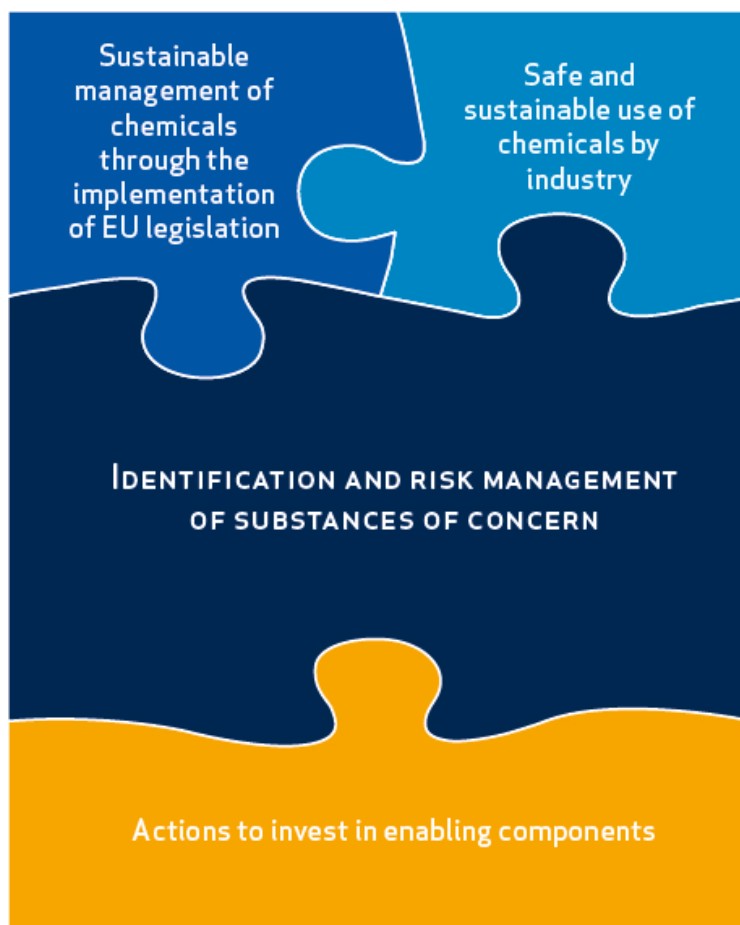 Sustainable
management of
chemicals
through the
implementation
of EU legislation
Safe and
sustainable use of
chemicals by
industry
IDENTIFICATION AND RISK MANAGEMENT
OF SUBSTANCES OF CONCERN
Actions to invest in enabling components